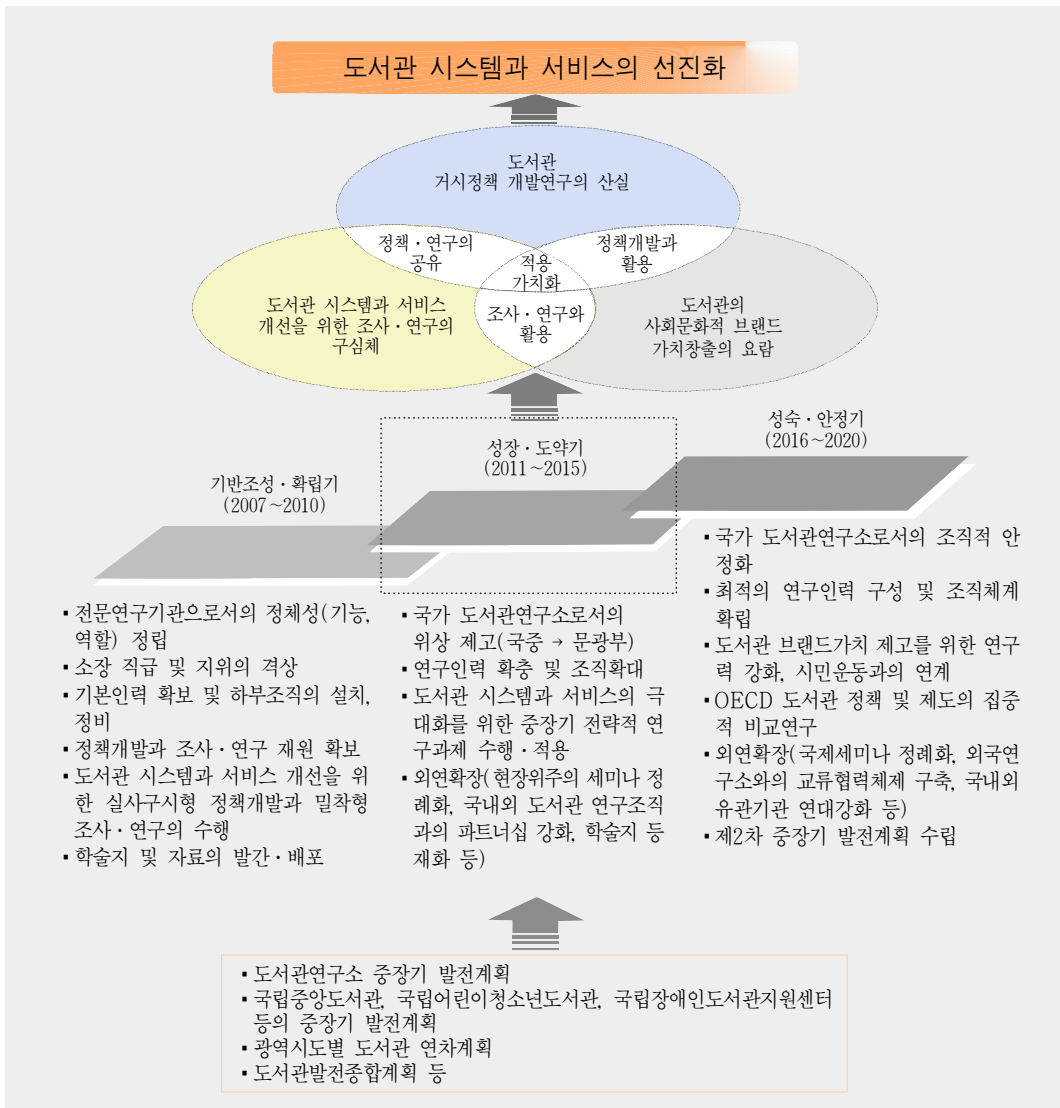 도서관 시스템과 서비스의 선진화
도서관
거시정책 개발연구의 산실
정책·연구의
공유
적용
가치화
정책개발과
활용
도서관 시스템과 서비스
개선을 위한 조사·연구의
구심체
조사·연구와
활용
도서관의
사회문화적 브랜드
가치창출의 요람
기반조성·확립기
(2007~2010)
성장·도약기
(2011~2015)
성숙·안정기
(2016~2020)
▪전문연구기관으로서의 정체성(기능,
역할) 정립
▪소장 직급 및 지위의 격상
▪기본인력 확보 및 하부조직의 설치,
정비
▪정책개발과 조사·연구 재원 확보
▪도서관 시스템과 서비스 개선을 위
한 실사구시형 정책개발과 밀착형
조사·연구의 수행
▪학술지 및 자료의 발간·배포
▪국가 도서관연구소로서의
위상 제고(국중 → 문광부)
▪연구인력 확충 및 조직확대
▪도서관 시스템과 서비스의 극
대화를 위한 중장기 전략적 연
구과제 수행·적용
▪외연확장(현장위주의 세미나 정
례화, 국내외 도서관 연구조직
과의 파트너십 강화, 학술지 등
재화 등)
▪국가 도서관연구소로서의 조직적 안
정화
▪최적의 연구인력 구성 및 조직체계
확립
▪도서관 브랜드가치 제고를 위한 연구
력 강화, 시민운동과의 연계
▪OECD 도서관 정책 및 제도의 집중
적 비교연구
▪외연확장(국제세미나 정례화, 외국연
구소와의 교류협력체제 구축, 국내외
유관기관 연대강화 등)
▪제2차 중장기 발전계획 수립
▪도서관연구소 중장기 발전계획
▪국립중앙도서관, 국립어린이청소년도서관, 국립장애인도서관지원센터
등의 중장기 발전계획
▪광역시도별 도서관 연차계획
▪도서관발전종합계획 등